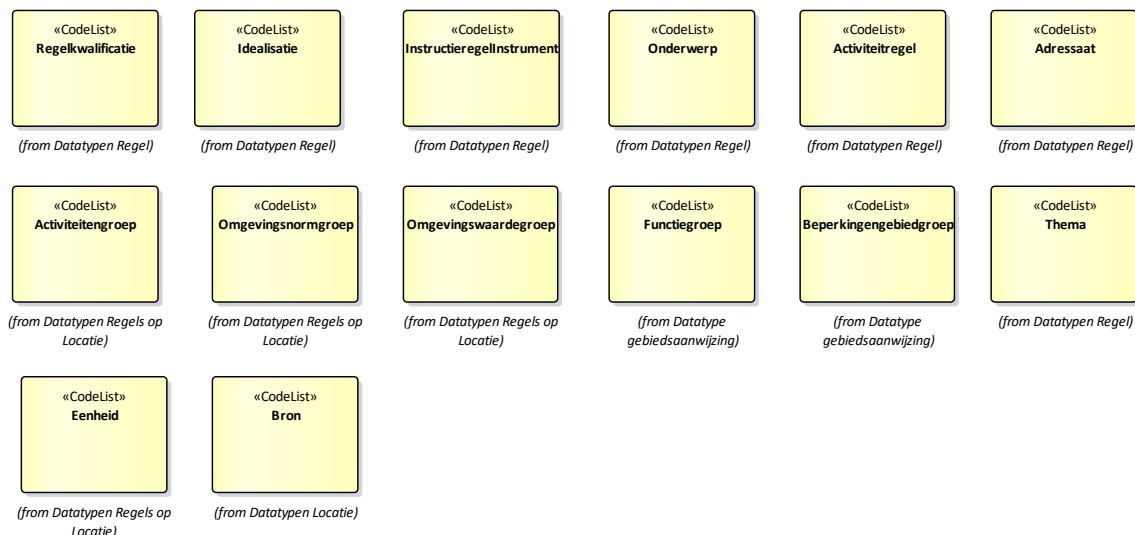 «CodeList»
Regelkwalificatie
(from Datatypen Regel)
«CodeList»
Idealisatie
(from Datatypen Regel)
«CodeList»
InstructieregelInstrument
(from Datatypen Regel)
«CodeList»
Onderwerp
(from Datatypen Regel)
«CodeList»
Activiteitregel
(from Datatypen Regel)
«CodeList»
Adressaat
(from Datatypen Regel)
«CodeList»
Activiteitengroep
(from Datatypen Regels op
Locatie)
«CodeList»
Omgevingsnormgroep
(from Datatypen Regels op
Locatie)
«CodeList»
Omgevingswaardegroep
(from Datatypen Regels op
Locatie)
«CodeList»
Functiegroep
(from Datatype
gebiedsaanwijzing)
«CodeList»
Beperkingengebiedgroep
(from Datatype
gebiedsaanwijzing)
«CodeList»
Thema
(from Datatypen Regel)
«CodeList»
Eenheid
(from Datatypen Regels op
Locatie)
«CodeList»
Bron
(from Datatypen Locatie)